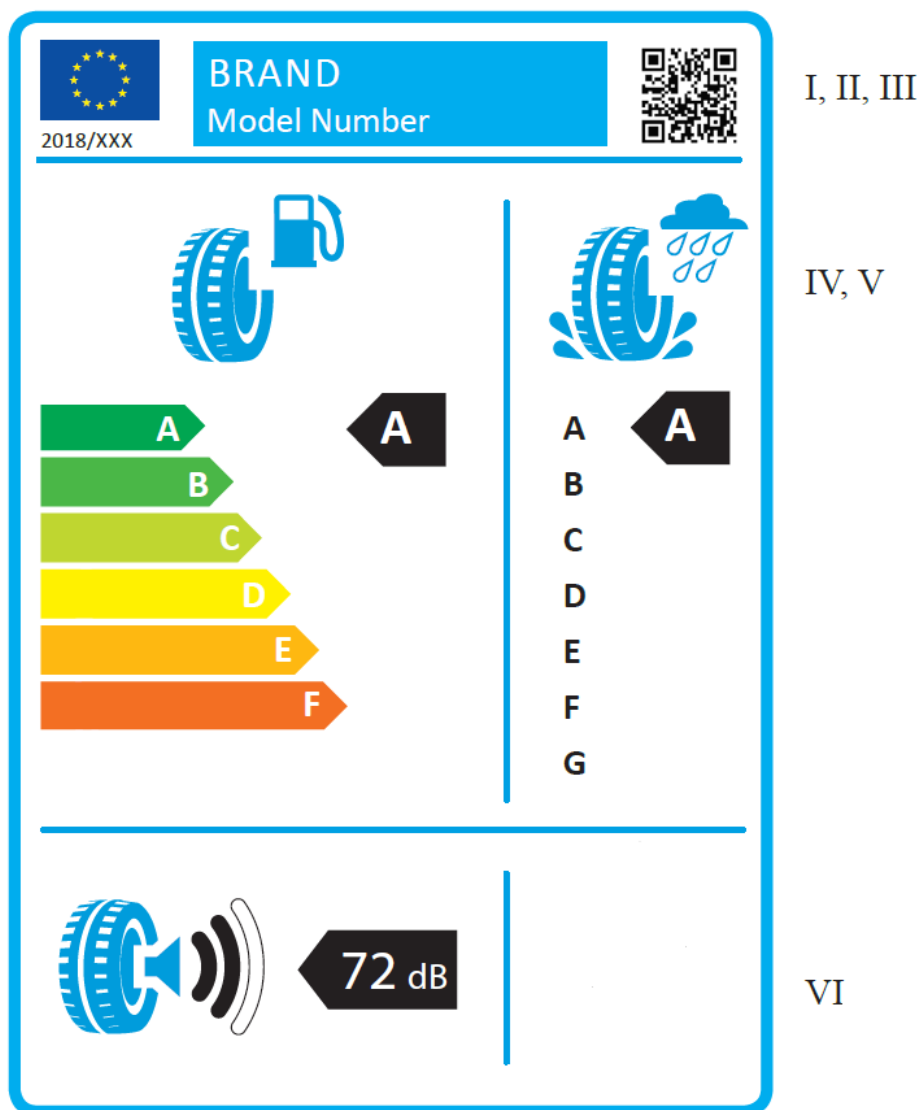 BRAND
Model Number
2018/XXX
I, II, III
IV, V
A
B
C
D
E
F
A
A
B
C
D
E
F
G
A
72 dB
VI